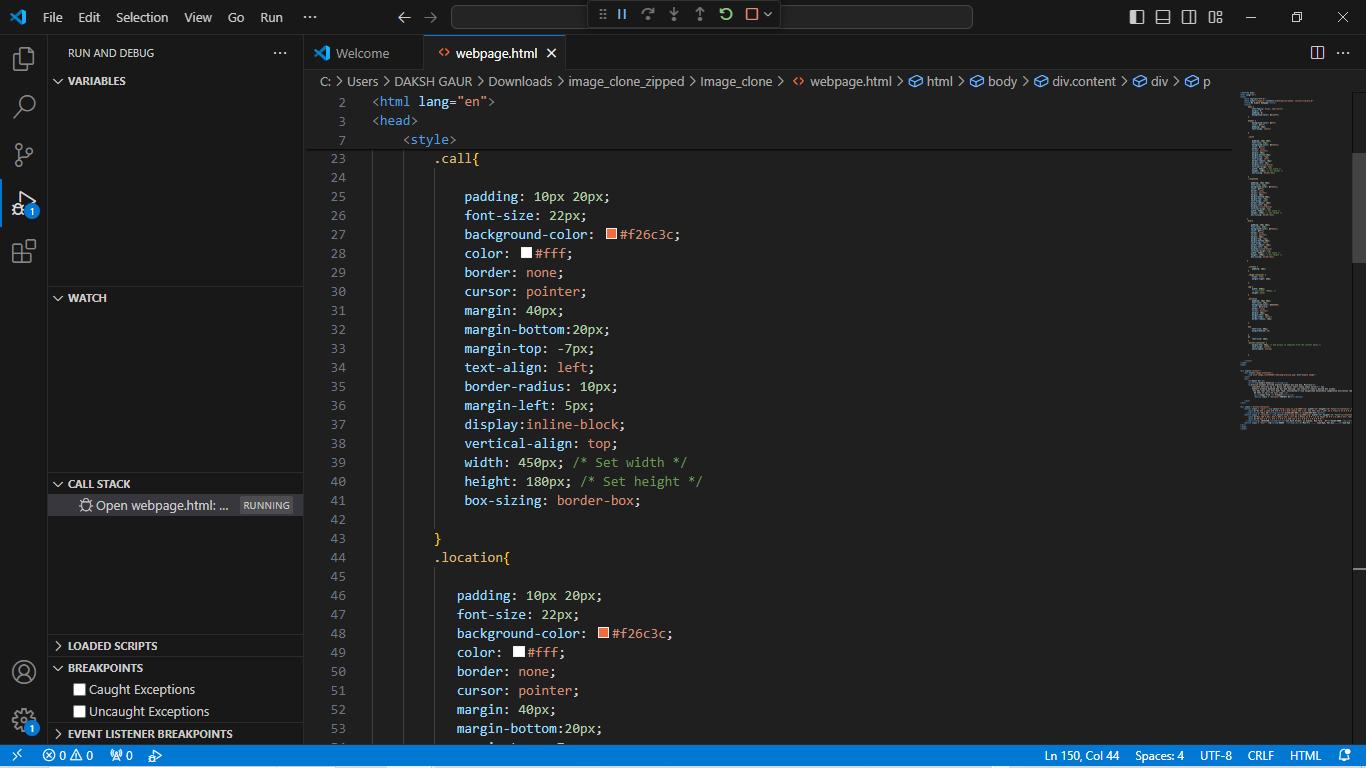 File Edit Selection View Go Run ···
RUN AND DEBUG ···
VARIABLES
WATCH
CALL STACK
Open webpage.html: ... RUNNING
LOADED SCRIPTS
BREAKPOINTS
Caught Exceptions
Uncaught Exceptions
EVENT LISTENER BREAKPOINTS
1
1
Welcome
webpage.html
C: > Users > DAKSH GAUR > Downloads > image_clone_zipped > Image_clone > webpage.html > html > body > div.content > div > p
2 <html lang="en">
3 <head>
7 <style>
23 .call{
24
25 padding: 10px 20px;
26 font-size: 22px;
27 background-color: #f26c3c;
28 color: #fff;
29 border: none;
30 cursor: pointer;
31 margin: 40px;
32 margin-bottom:20px;
33 margin-top: -7px;
34 text-align: left;
35 border-radius: 10px;
36 margin-left: 5px;
37 display:inline-block;
38 vertical-align: top;
39 width: 450px; /* Set width */
40 height: 180px; /* Set height */
41 box-sizing: border-box;
42
43 }
44 .location{
45
46 padding: 10px 20px;
47 font-size: 22px;
48 background-color: #f26c3c;
49 color: #fff;
50 border: none;
51 cursor: pointer;
52 margin: 40px;
53 margin-bottom:20px;
0 0 0 Ln 150, Col 44 Spaces: 4 UTF-8 CRLF HTML